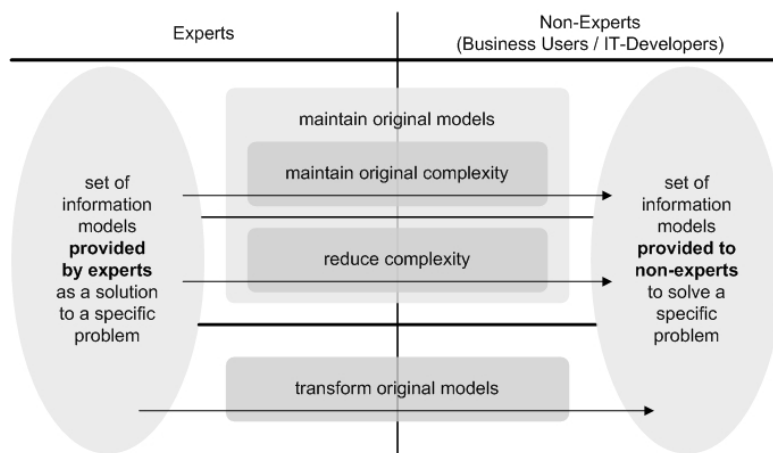 Experts
Non-Experts
(Business Users / IT-Developers)
set of
information
models
provided
by experts
as a solution
to a specific
problem
maintain original models
maintain original complexity
reduce complexity
transform original models
set of
information
models
provided to
non-experts
to solve a
specific
problem